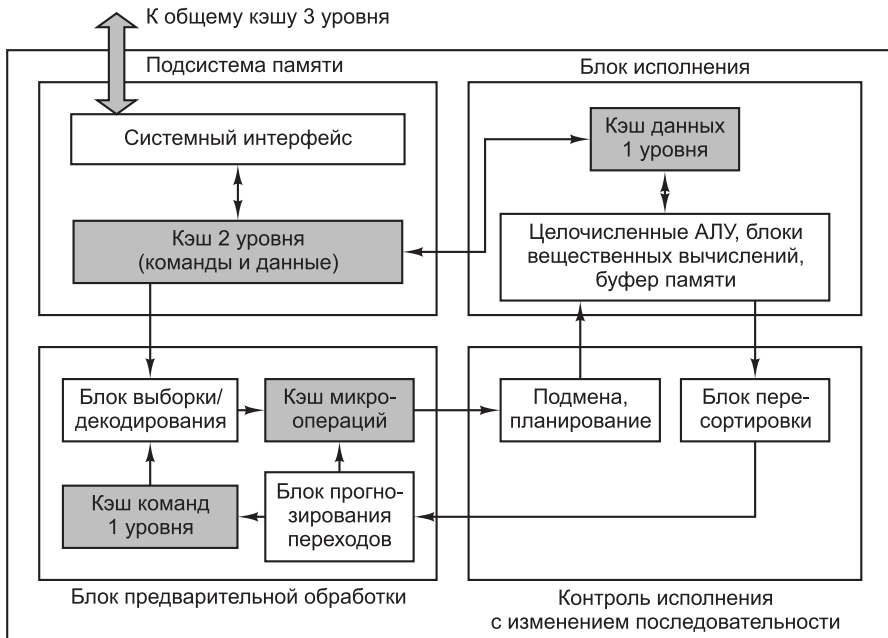 К общему кэшу 3 уровня
Подсистема памяти
Системный интерфейс
Кэш 2 уровня
(команды и данные)
Блок исполнения
Кэш данных
1 уровня
Целочисленные АЛУ, блоки
вещественных вычислений,
буфер памяти
Блок выборки/
декодирования
Кэш микро-
операций
Кэш команд
1 уровня
Блок прогно-
зирования
переходов
Блок предварительной обработки
Подмена,
планирование
Блок пере-
сортировки
Контроль исполнения
с изменением последовательности